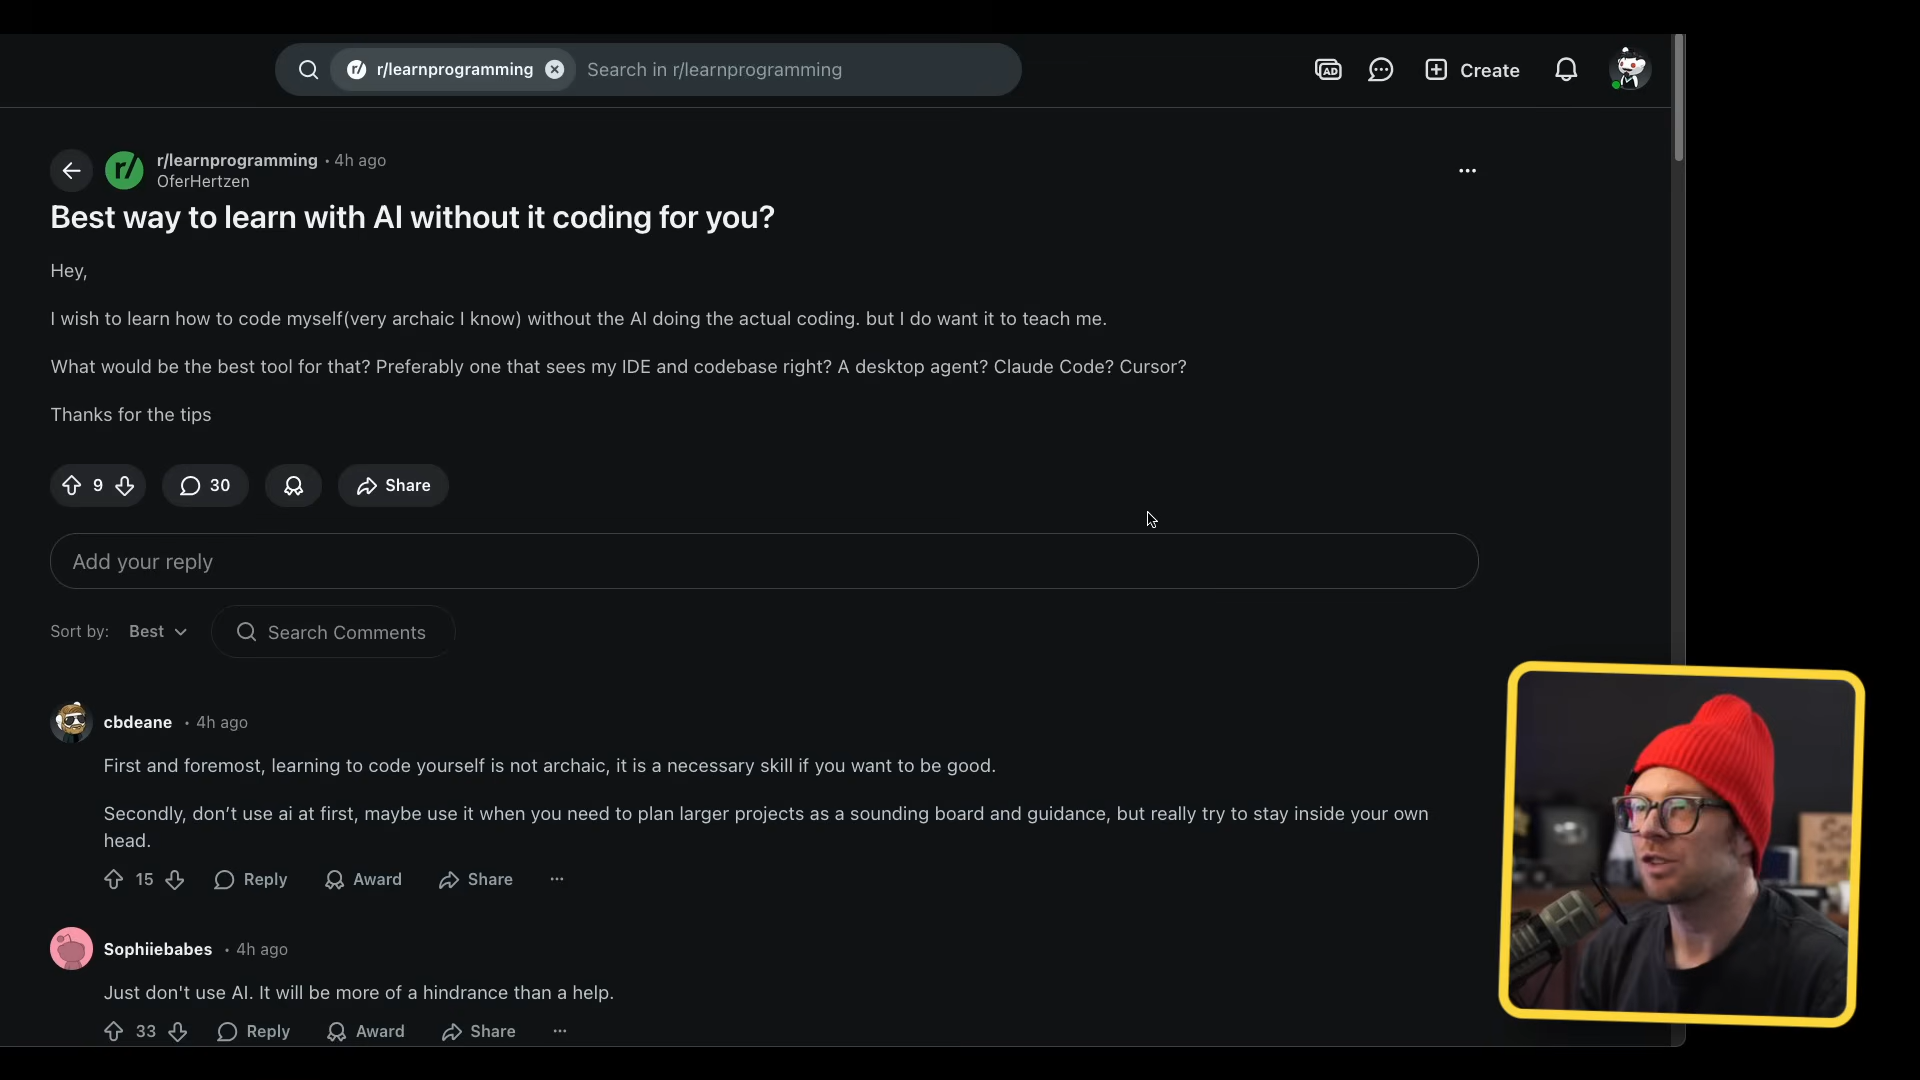 r/learnprogramming
Search in r/learnprogramming
AD
Create
r/learnprogramming • 4h ago
OferHertzen
Best way to learn with AI without it coding for you?
Hey,
I wish to learn how to code myself(very archaic I know) without the AI doing the actual coding. but I do want it to teach me.
What would be the best tool for that? Preferably one that sees my IDE and codebase right? A desktop agent? Claude Code? Cursor?
Thanks for the tips
9
30
Share
Add your reply
Sort by: Best
Search Comments
cbdeane • 4h ago
First and foremost, learning to code yourself is not archaic, it is a necessary skill if you want to be good.
Secondly, don’t use ai at first, maybe use it when you need to plan larger projects as a sounding board and guidance, but really try to stay inside your own
head.
15 Reply Award Share
Sophiiebabes • 4h ago
Just don't use AI. It will be more of a hindrance than a help.
33 Reply Award Share